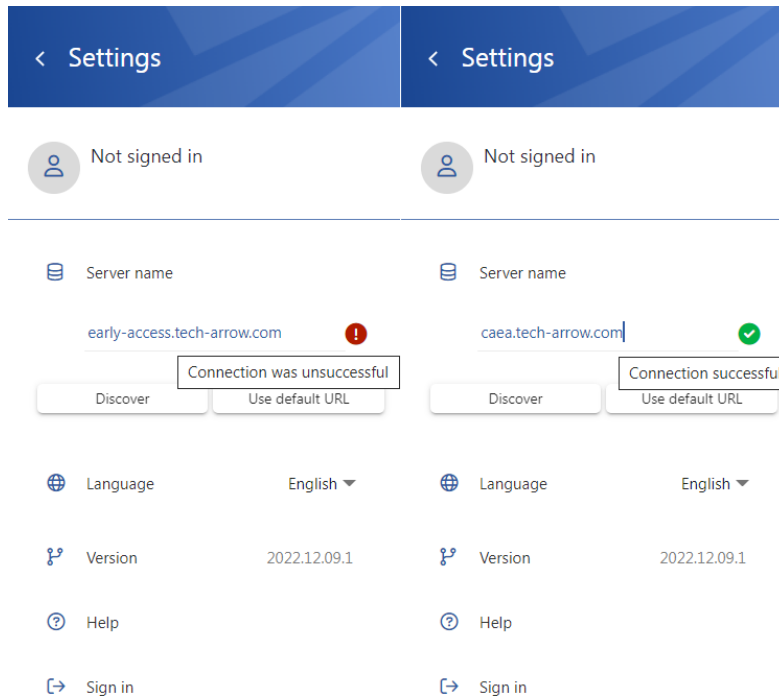 Settings
Not signed in
Server name
early-access.tech-arrow.com
Connection was unsuccessful
Discover
Use default URL
Language
English
Version
2022.12.09.1
Help
Sign in
Settings
Not signed in
Server name
caea.tech-arrow.com
Connection successful
Discover
Use default URL
Language
English
Version
2022.12.09.1
Help
Sign in